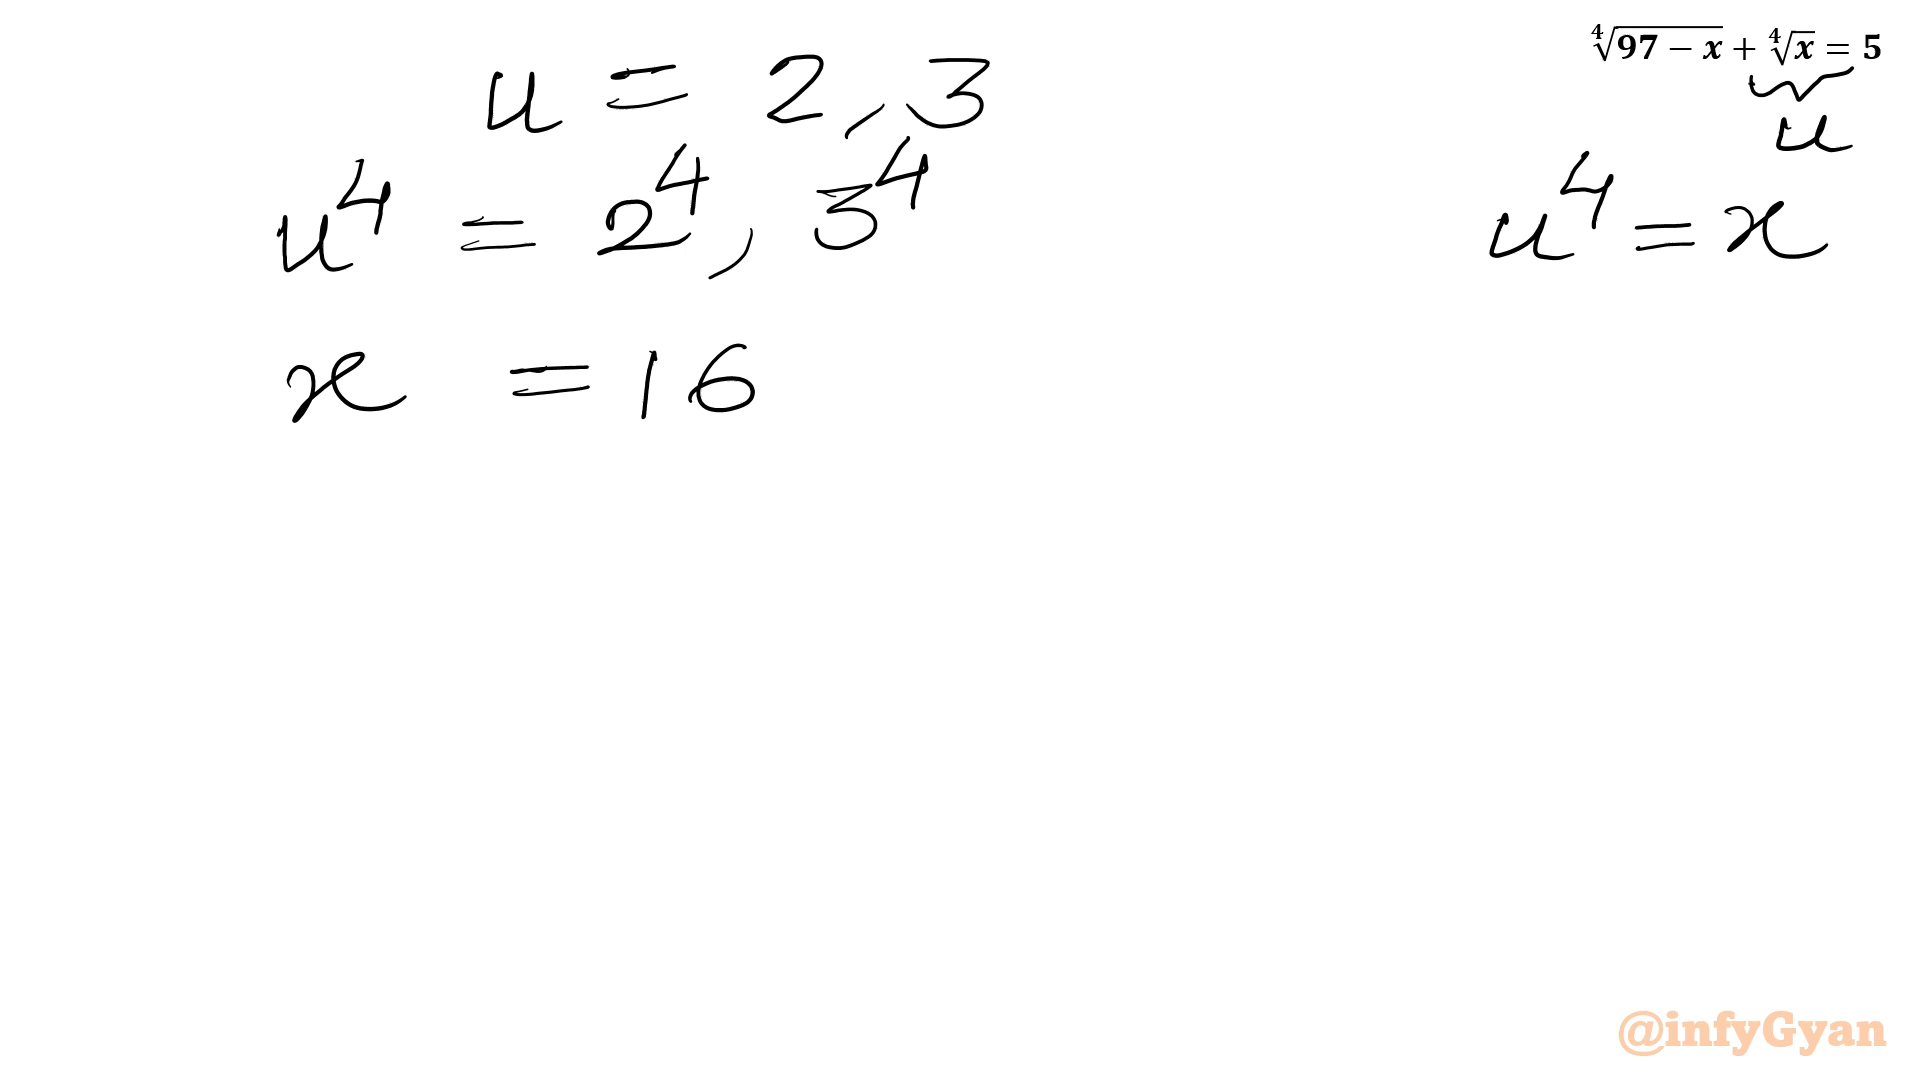 ∜(97 − x) + ∜x = 5
u
u⁴ = x
u = 2, 3
u⁴ = 2⁴, 3⁴
x = 16
@infyGyan